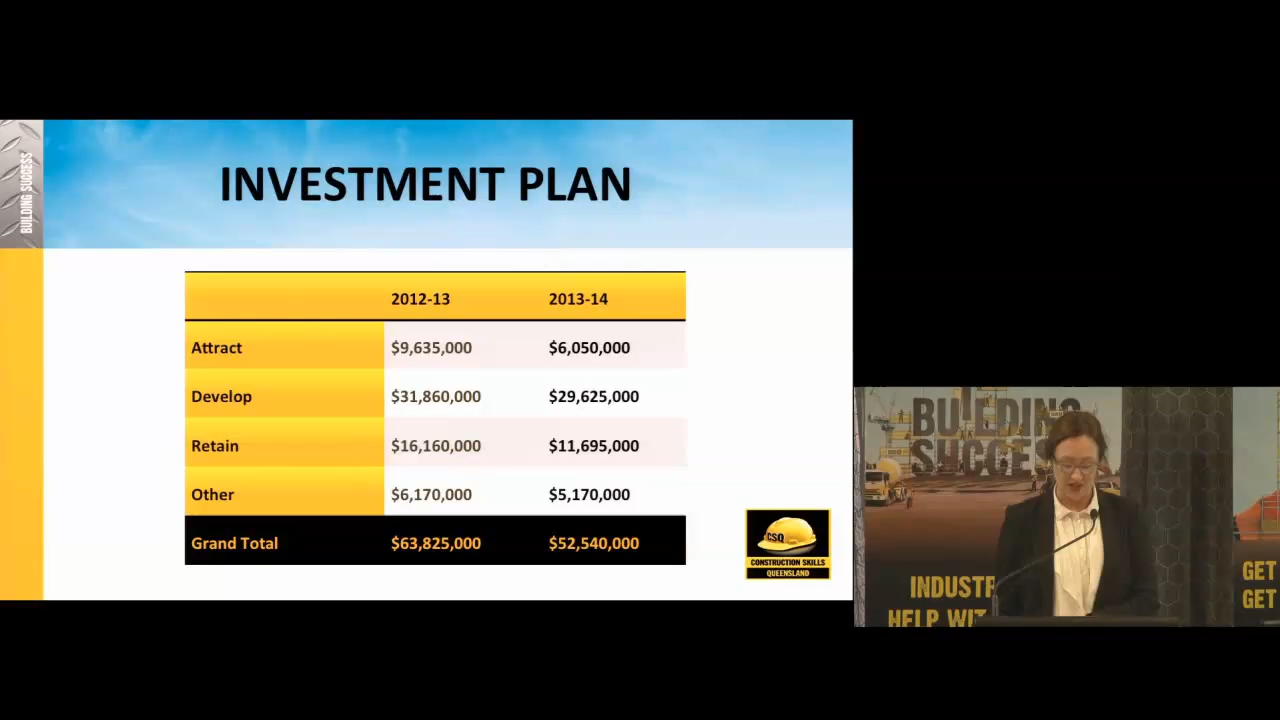 BUILDING SUCCESS
INVESTMENT PLAN
2012-13 2013-14
Attract $9,635,000 $6,050,000
Develop $31,860,000 $29,625,000
Retain $16,160,000 $11,695,000
Other $6,170,000 $5,170,000
Grand Total $63,825,000 $52,540,000
CSQ
CONSTRUCTION SKILLS
QUEENSLAND
BUILDING
SUCCES
INDUSTR
HELP WIT
GET
GET